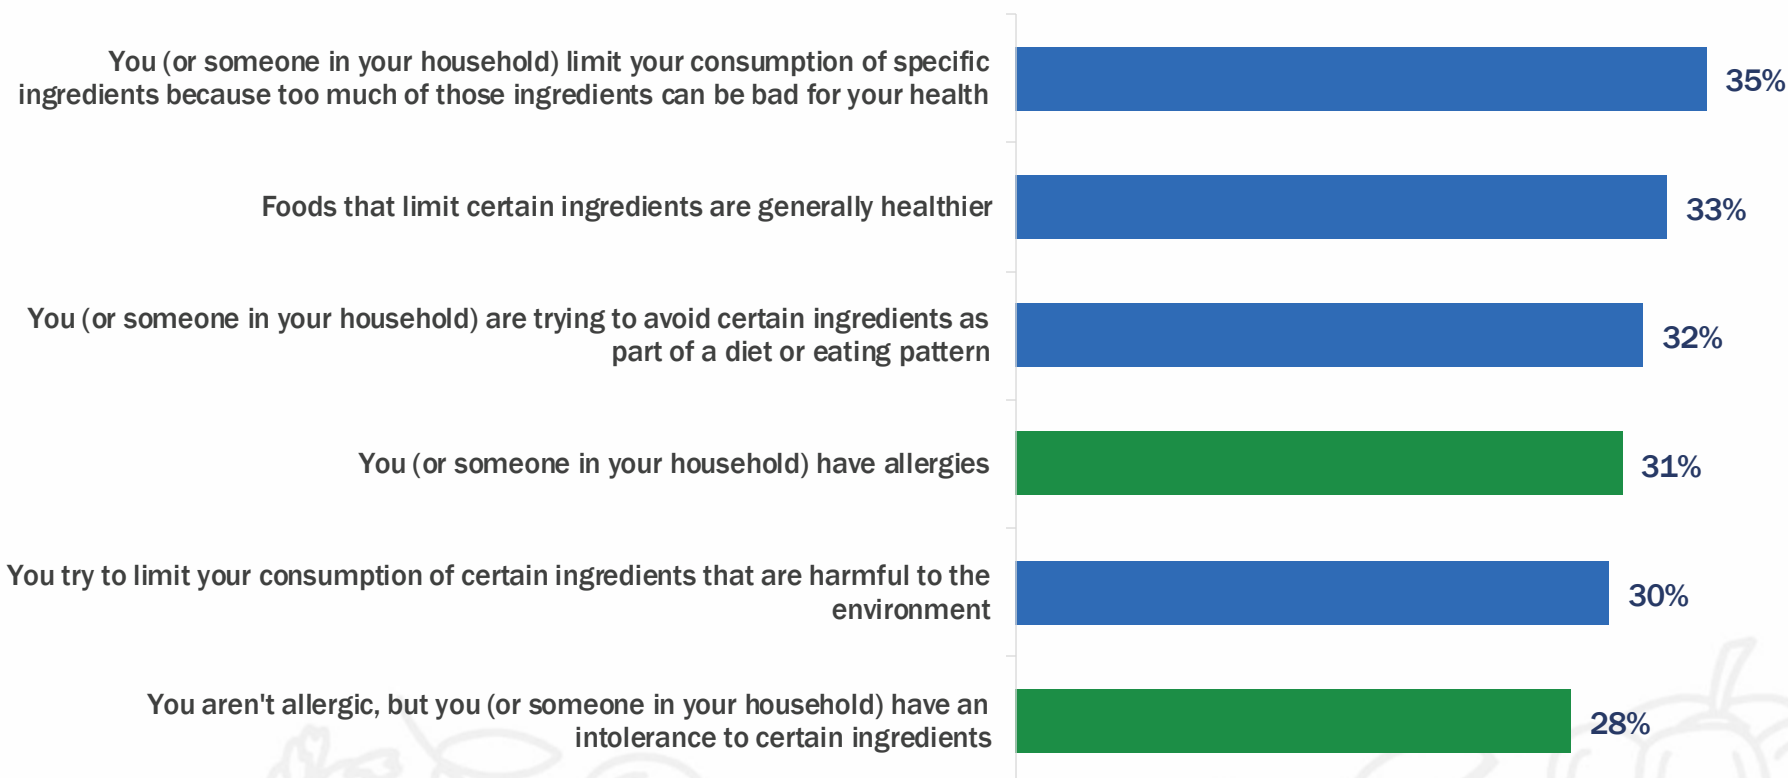 You (or someone in your household) limit your consumption of specific
ingredients because too much of those ingredients can be bad for your health
35%
Foods that limit certain ingredients are generally healthier
33%
You (or someone in your household) are trying to avoid certain ingredients as
part of a diet or eating pattern
32%
You (or someone in your household) have allergies
31%
You try to limit your consumption of certain ingredients that are harmful to the
environment
30%
You aren't allergic, but you (or someone in your household) have an
intolerance to certain ingredients
28%